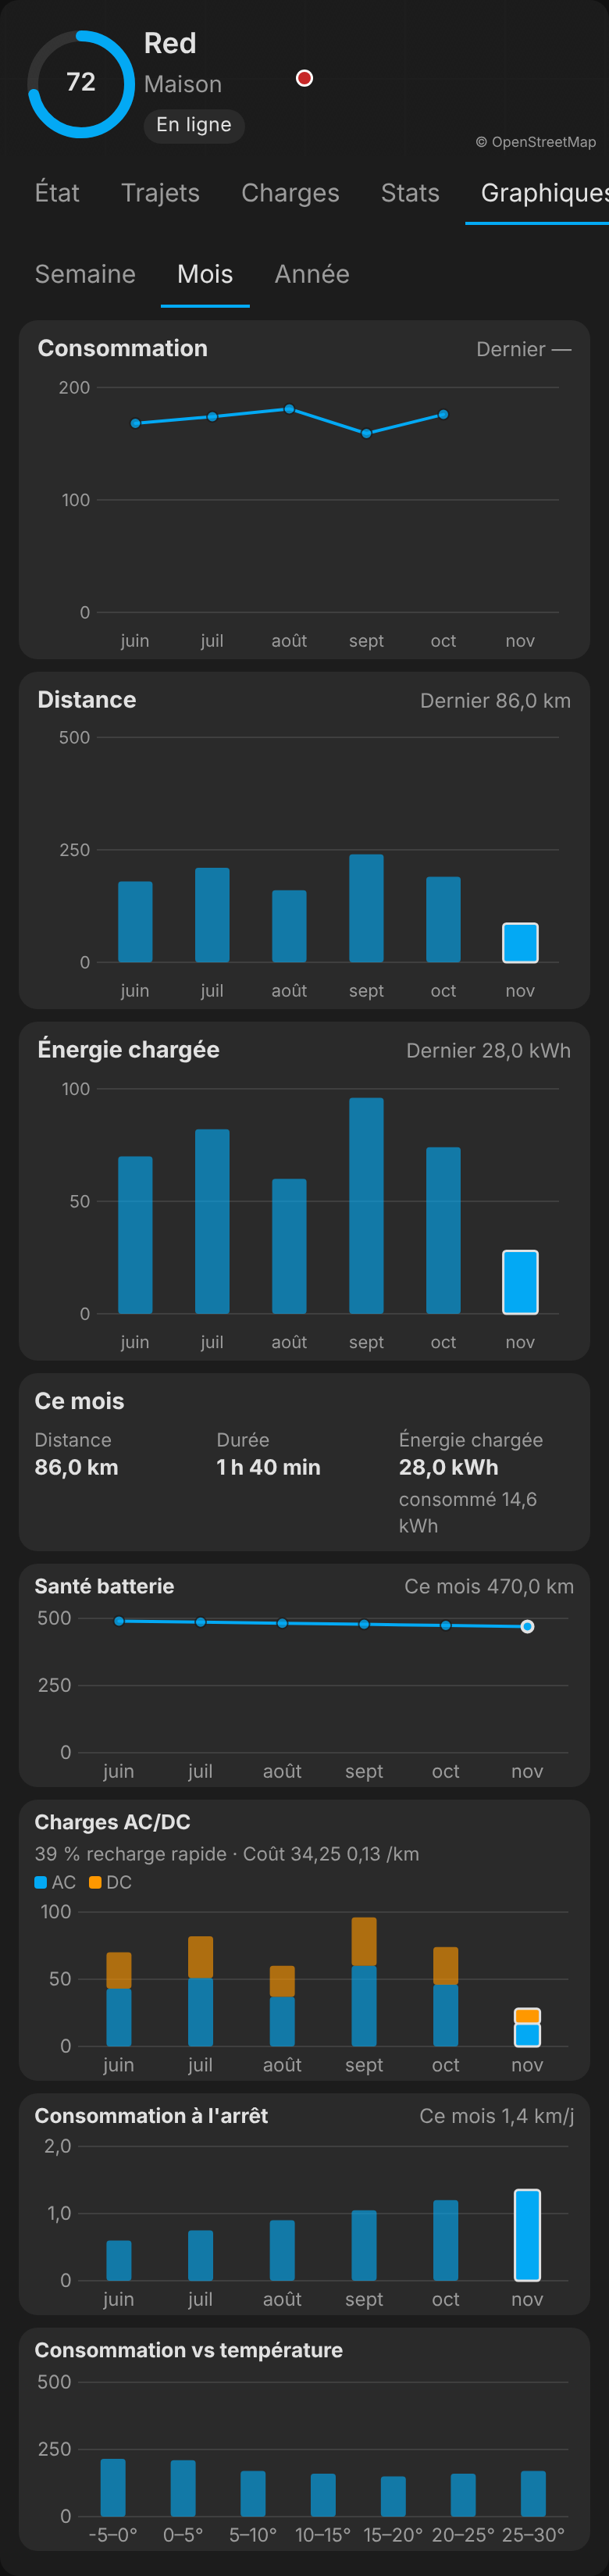 72
Red
Maison
En ligne
© OpenStreetMap
État Trajets Charges Stats Graphiques
Semaine Mois Année
Consommation Dernier —
200
100
0
juin juil août sept oct nov
Distance Dernier 86,0 km
500
250
0
juin juil août sept oct nov
Énergie chargée Dernier 28,0 kWh
100
50
0
juin juil août sept oct nov
Ce mois
Distance Durée Énergie chargée
86,0 km 1 h 40 min 28,0 kWh
consommé 14,6
kWh
Santé batterie Ce mois 470,0 km
500
250
0
juin juil août sept oct nov
Charges AC/DC
39 % recharge rapide · Coût 34,25 0,13 /km
AC DC
100
50
0
juin juil août sept oct nov
Consommation à l'arrêt Ce mois 1,4 km/j
2,0
1,0
0
juin juil août sept oct nov
Consommation vs température
500
250
0
-5–0° 0–5° 5–10° 10–15° 15–20° 20–25° 25–30°